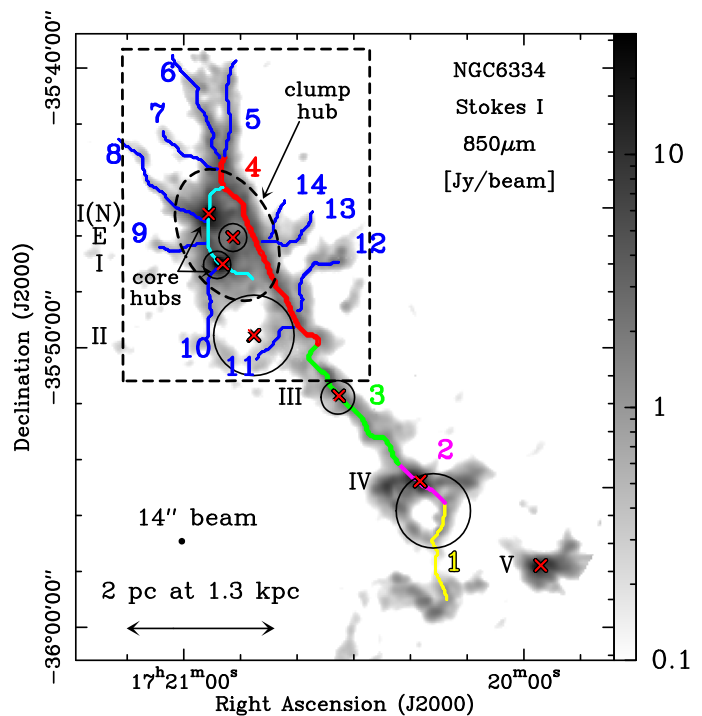 NGC6334
Stokes I
850μm
[Jy/beam]
clump
hub
6
7
5
8
4
14
13
I(N)
9
E
12
I
core
hubs
II
10
11
III
3
2
IV
14″ beam
V
1
2 pc at 1.3 kpc
−35°40′00″
−35°50′00″
−36°00′00″
Declination (J2000)
17ʰ21ᵐ00ˢ
20ᵐ00ˢ
Right Ascension (J2000)
10
1
0.1